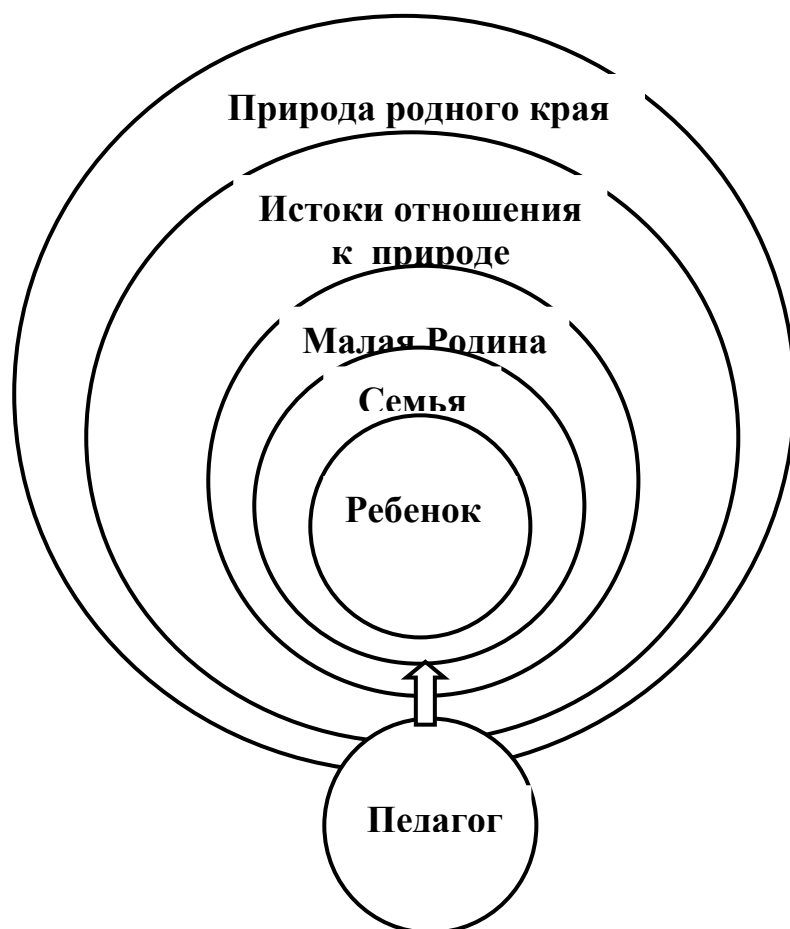 Природа родного края
Истоки отношения
к природе
Малая Родина
Семья
Ребенок
Педагог